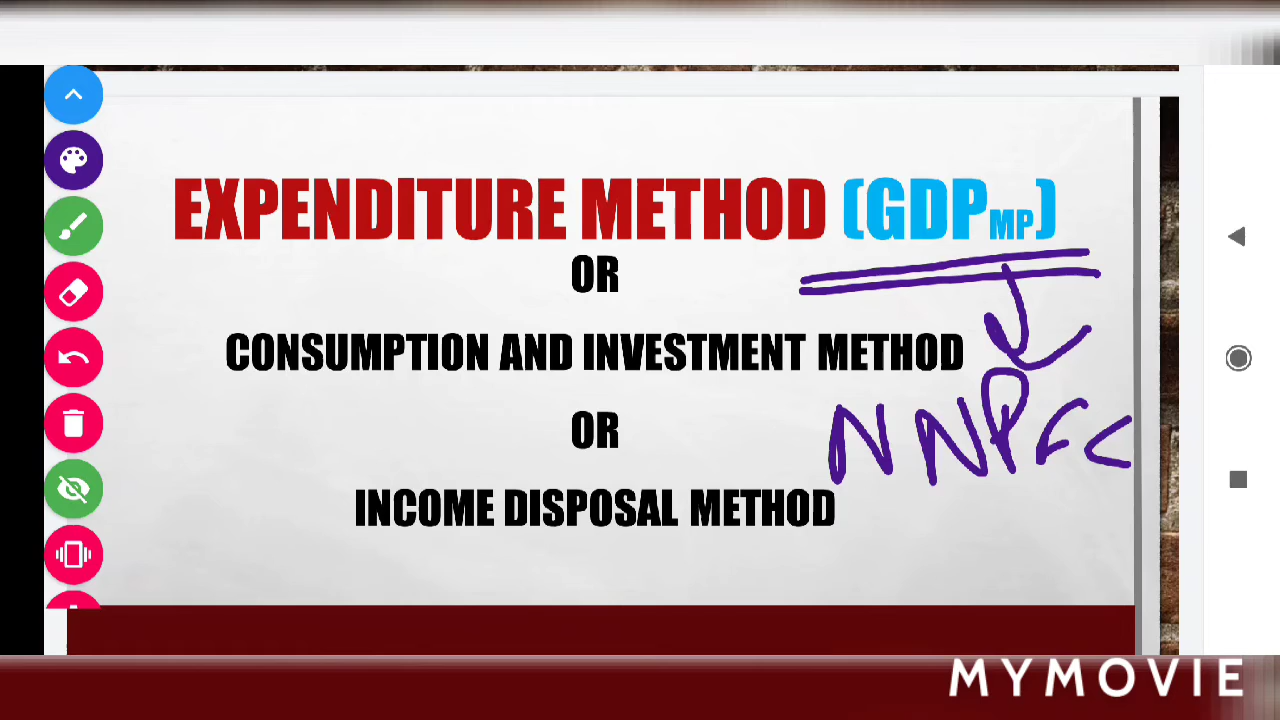 EXPENDITURE METHOD (GDPMP)
OR
CONSUMPTION AND INVESTMENT METHOD
OR
NNPFC
INCOME DISPOSAL METHOD
MYMOVIE